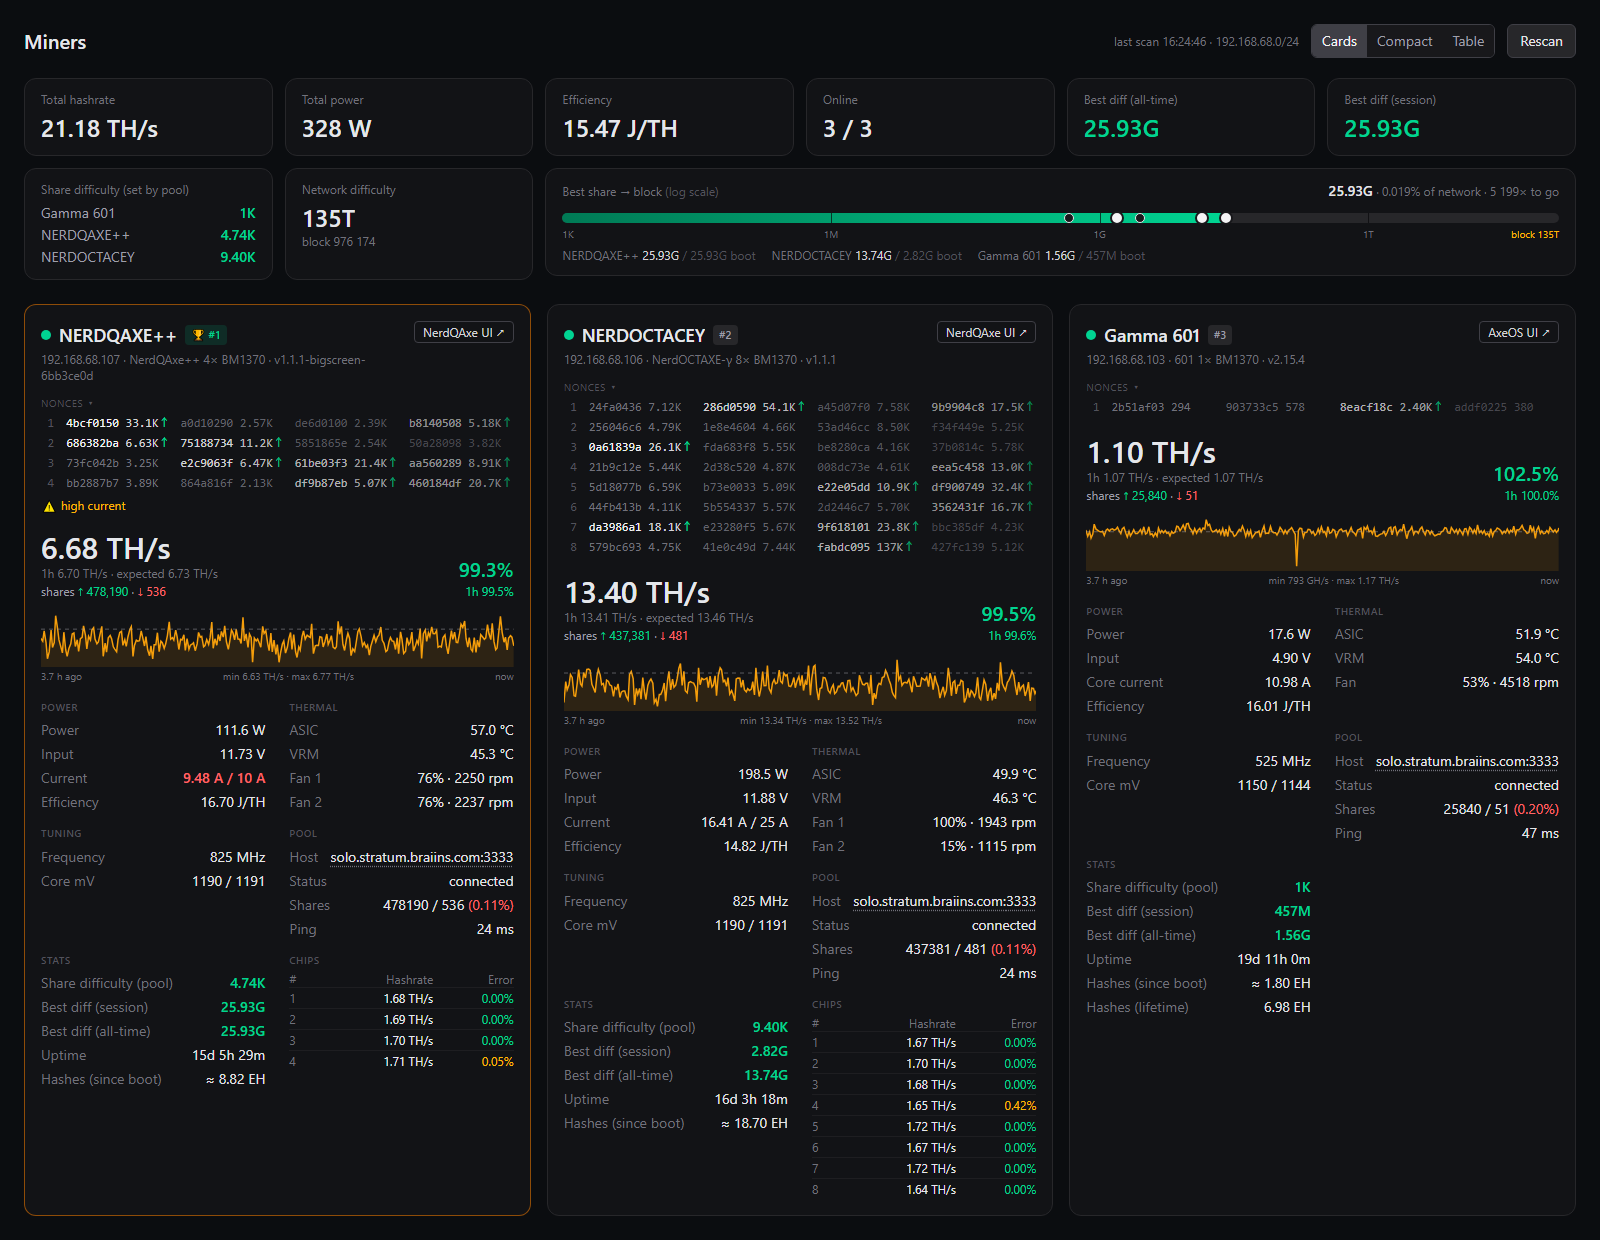 Miners
last scan 16:24:46 · 192.168.68.0/24
Cards Compact Table
Rescan
Total hashrate
21.18 TH/s
Total power
328 W
Efficiency
15.47 J/TH
Online
3 / 3
Best diff (all-time)
25.93G
Best diff (session)
25.93G
Share difficulty (set by pool)
Gamma 601 1K
NERDQAXE++ 4.74K
NERDOCTACEY 9.40K
Network difficulty
135T
block 976 174
Best share → block (log scale)
25.93G · 0.019% of network · 5 199× to go
1K 1M 1G 1T block 135T
NERDQAXE++ 25.93G / 25.93G boot NERDOCTACEY 13.74G / 2.82G boot Gamma 601 1.56G / 457M boot
NERDQAXE++ 🏆 #1
NerdQAxe UI ↗
192.168.68.107 · NerdQAxe++ 4× BM1370 · v1.1.1-bigscreen-
6bb3ce0d
NONCES ▾
1 4bcf0150 33.1K↑ a0d10290 2.57K de6d0100 2.39K b8140508 5.18K↑
2 686382ba 6.63K↑ 75188734 11.2K↑ 5851865e 2.54K 50a28098 3.82K
3 73fc042b 3.25K e2c9063f 6.47K↑ 61be03f3 21.4K↑ aa560289 8.91K↑
4 bb2887b7 3.89K 864a816f 2.13K df9b87eb 5.07K↑ 460184df 20.7K↑
⚠ high current
6.68 TH/s
1h 6.70 TH/s · expected 6.73 TH/s
99.3%
shares ↑ 478,190 · ↓ 536
1h 99.5%
3.7 h ago min 6.63 TH/s · max 6.77 TH/s now
POWER
Power 111.6 W
Input 11.73 V
Current 9.48 A / 10 A
Efficiency 16.70 J/TH
THERMAL
ASIC 57.0 °C
VRM 45.3 °C
Fan 1 76% · 2250 rpm
Fan 2 76% · 2237 rpm
TUNING
Frequency 825 MHz
Core mV 1190 / 1191
POOL
Host solo.stratum.braiins.com:3333
Status connected
Shares 478190 / 536 (0.11%)
Ping 24 ms
STATS
Share difficulty (pool) 4.74K
Best diff (session) 25.93G
Best diff (all-time) 25.93G
Uptime 15d 5h 29m
Hashes (since boot) ≈ 8.82 EH
CHIPS
# Hashrate Error
1 1.68 TH/s 0.00%
2 1.69 TH/s 0.00%
3 1.70 TH/s 0.00%
4 1.71 TH/s 0.05%
NERDOCTACEY #2
NerdQAxe UI ↗
192.168.68.106 · NerdOCTAXE-γ 8× BM1370 · v1.1.1
NONCES ▾
1 24fa0436 7.12K 286d0590 54.1K↑ a45d07f0 7.58K 9b9904c8 17.5K↑
2 256046c6 4.79K 1e8e4604 4.66K 53ad46cc 8.50K f34f449e 5.25K
3 0a61839a 26.1K↑ fda683f8 5.55K be8280ca 4.16K 37b0814c 5.78K
4 21b9c12e 5.44K 2d38c520 4.87K 008dc73e 4.61K eea5c458 13.0K↑
5 5d18077b 6.59K b73e0033 5.09K e22e05dd 10.9K↑ df900749 32.4K↑
6 44fb413b 4.11K 5b554337 5.57K 2d2446c7 5.70K 3562431f 16.7K↑
7 da3986a1 18.1K↑ e23280f5 5.67K 9f618101 23.8K↑ bbc385df 4.23K
8 579bc693 4.75K 41e0c49d 7.44K fabdc095 137K↑ 427fc139 5.12K
13.40 TH/s
1h 13.41 TH/s · expected 13.46 TH/s
99.5%
shares ↑ 437,381 · ↓ 481
1h 99.6%
3.7 h ago min 13.34 TH/s · max 13.52 TH/s now
POWER
Power 198.5 W
Input 11.88 V
Current 16.41 A / 25 A
Efficiency 14.82 J/TH
THERMAL
ASIC 49.9 °C
VRM 46.3 °C
Fan 1 100% · 1943 rpm
Fan 2 15% · 1115 rpm
TUNING
Frequency 825 MHz
Core mV 1190 / 1191
POOL
Host solo.stratum.braiins.com:3333
Status connected
Shares 437381 / 481 (0.11%)
Ping 24 ms
STATS
Share difficulty (pool) 9.40K
Best diff (session) 2.82G
Best diff (all-time) 13.74G
Uptime 16d 3h 18m
Hashes (since boot) ≈ 18.70 EH
CHIPS
# Hashrate Error
1 1.67 TH/s 0.00%
2 1.70 TH/s 0.00%
3 1.68 TH/s 0.00%
4 1.65 TH/s 0.42%
5 1.72 TH/s 0.00%
6 1.67 TH/s 0.00%
7 1.72 TH/s 0.00%
8 1.64 TH/s 0.00%
Gamma 601 #3
AxeOS UI ↗
192.168.68.103 · 601 1× BM1370 · v2.15.4
NONCES ▾
1 2b51af03 294 903733c5 578 8eacf18c 2.40K↑ addf0225 380
1.10 TH/s
1h 1.07 TH/s · expected 1.07 TH/s
102.5%
shares ↑ 25,840 · ↓ 51
1h 100.0%
3.7 h ago min 793 GH/s · max 1.17 TH/s now
POWER
Power 17.6 W
Input 4.90 V
Core current 10.98 A
Efficiency 16.01 J/TH
THERMAL
ASIC 51.9 °C
VRM 54.0 °C
Fan 53% · 4518 rpm
TUNING
Frequency 525 MHz
Core mV 1150 / 1144
POOL
Host solo.stratum.braiins.com:3333
Status connected
Shares 25840 / 51 (0.20%)
Ping 47 ms
STATS
Share difficulty (pool) 1K
Best diff (session) 457M
Best diff (all-time) 1.56G
Uptime 19d 11h 0m
Hashes (since boot) ≈ 1.80 EH
Hashes (lifetime) 6.98 EH